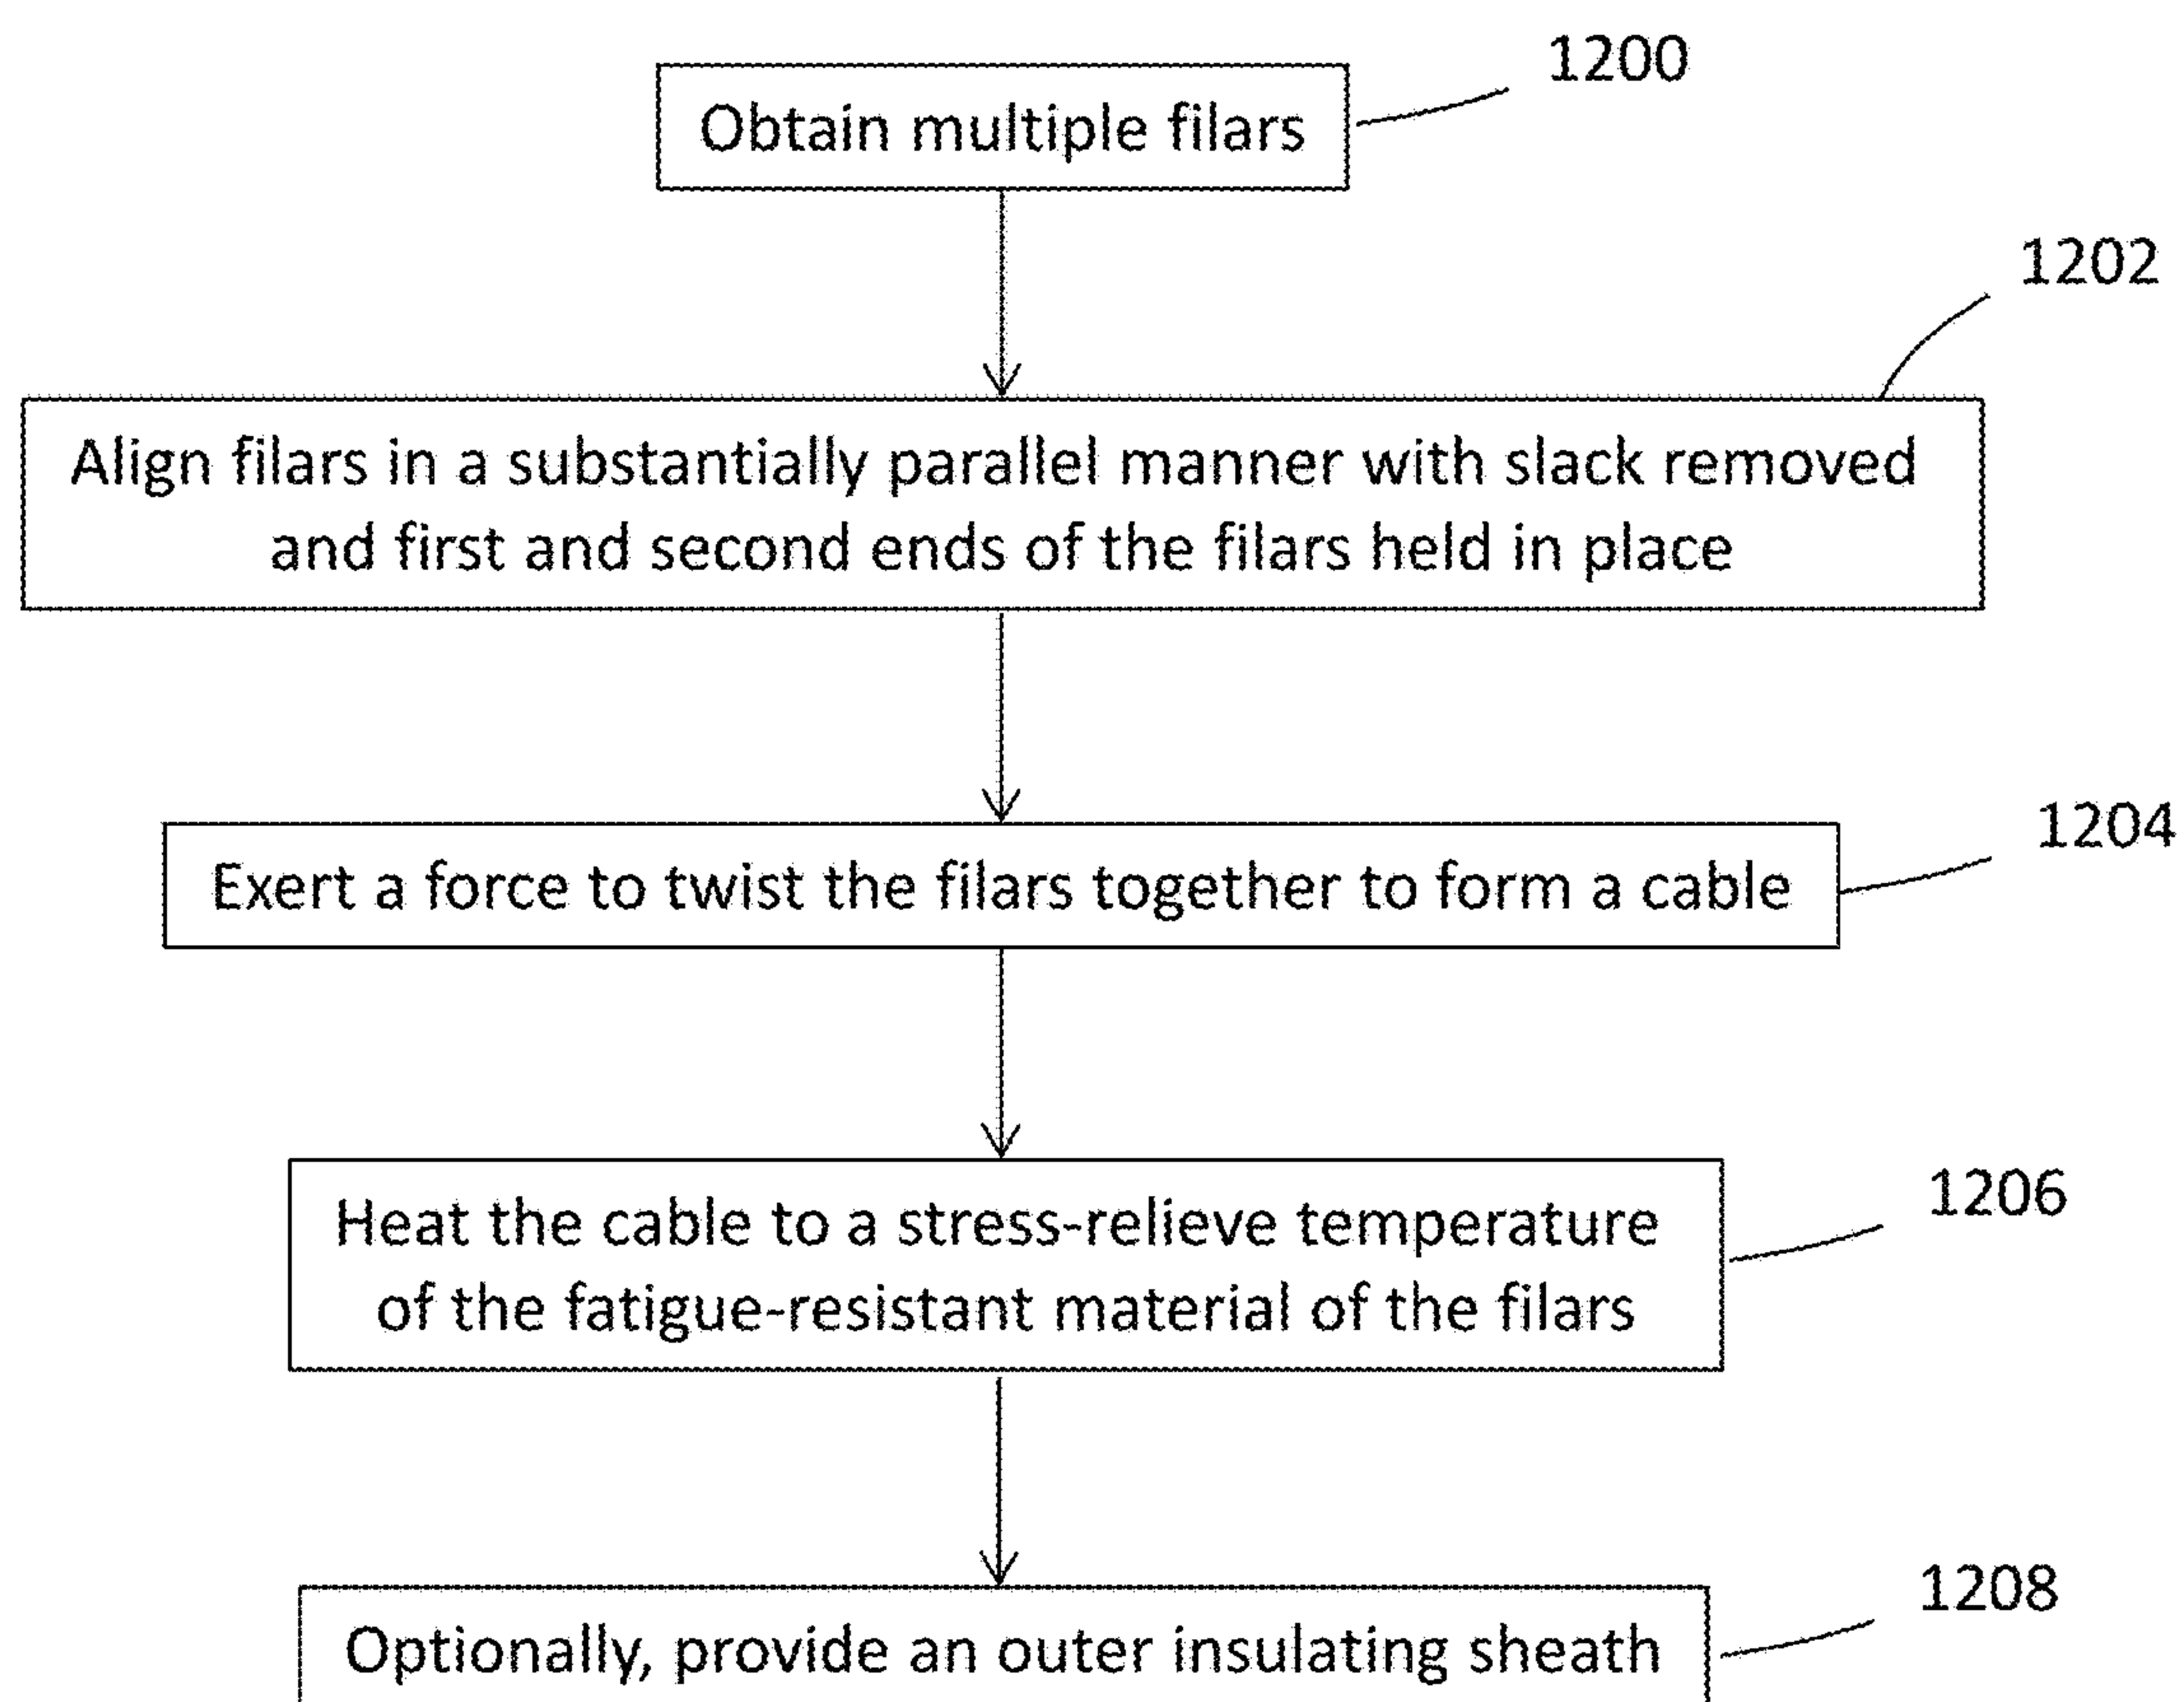 1200
Obtain multiple filars
1202
Align filars in a substantially parallel manner with slack removed
and first and second ends of the filars held in place
1204
Exert a force to twist the filars together to form a cable
1206
Heat the cable to a stress-relieve temperature
of the fatigue-resistant material of the filars
1208
Optionally, provide an outer insulating sheath